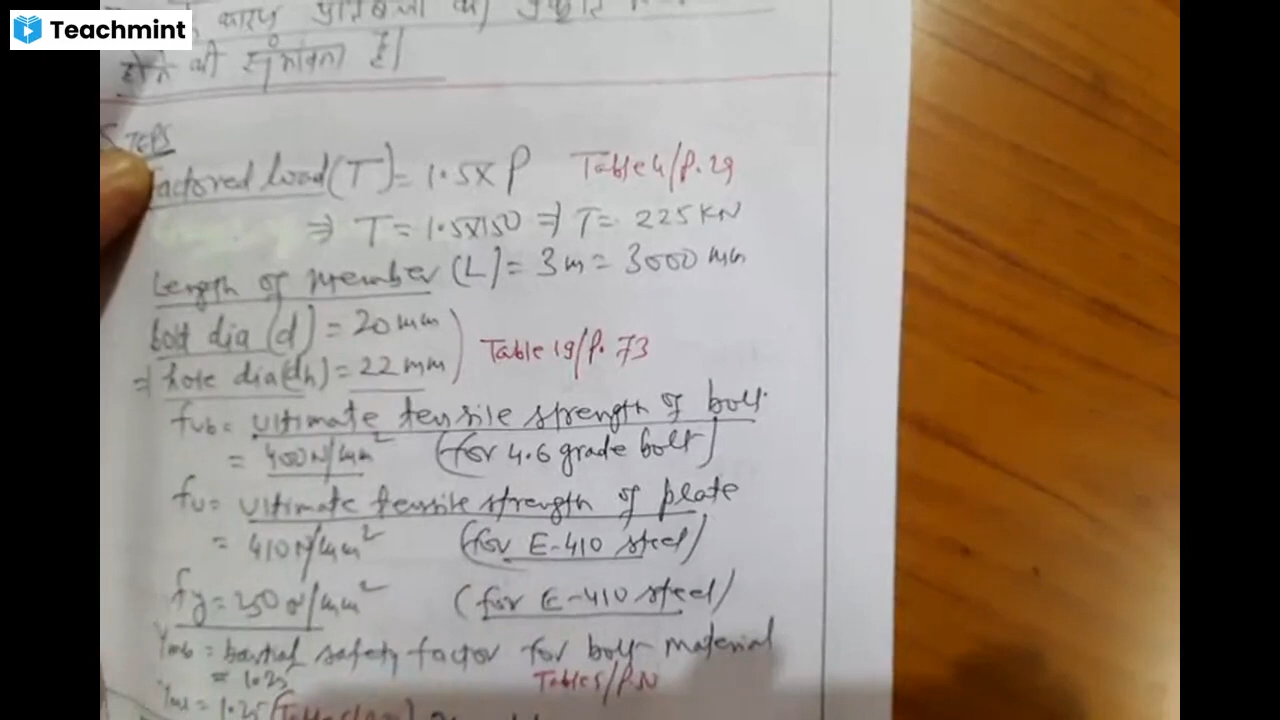 Teachmint
कारण
होने की संभावना है।
STEPS
Factored load (T) = 1.5 x P Table 4/P. 29
⇒ T = 1.5x150 ⇒ T = 225 KN
Length of member (L) = 3m = 3000 mm
bolt dia (d) = 20 mm
⇒ hole dia(dh) = 22 mm Table 19/P. 73
fub = ultimate tensile strength of bolt.
= 400 N/mm² (for 4.6 grade bolt)
fu = ultimate tensile strength of plate
= 410 N/mm² (for E-410 steel)
fy = 250 N/mm² (for E-410 steel)
γmb = partial safety factor for bolt material
= 1.25 Table 5/P.
= 1.25